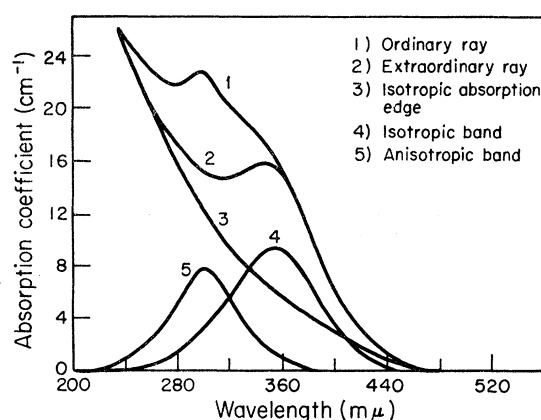 Absorption coefficient (cm⁻¹)
24
20
16
12
8
4
0
1
2
3
4
5
1) Ordinary ray
2) Extraordinary ray
3) Isotropic absorption
edge
4) Isotropic band
5) Anisotropic band
200 280 360 440 520
Wavelength (mμ)